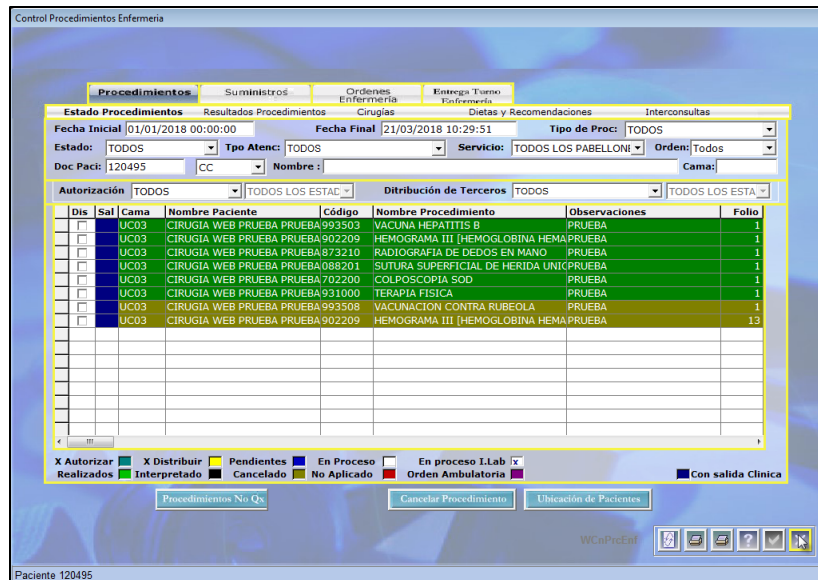 Control Procedimientos Enfermeria
Procedimientos Suministros Ordenes Enfermería Entrega Turno Enfermería
Estado Procedimientos Resultados Procedimientos Cirugías Dietas y Recomendaciones Interconsultas
Fecha Inicial 01/01/2018 00:00:00 Fecha Final 21/03/2018 10:29:51 Tipo de Proc: TODOS
Estado: TODOS Tpo Atenc: TODOS Servicio: TODOS LOS PABELLONE Orden: Todos
Doc Paci: 120495 CC Nombre : Cama:
Autorización TODOS TODOS LOS ESTAD Ditribución de Terceros TODOS TODOS LOS ESTA
Dis Sal Cama Nombre Paciente Código Nombre Procedimiento Observaciones Folio
UC03 CIRUGIA WEB PRUEBA PRUEBA 993503 VACUNA HEPATITIS B PRUEBA 1
UC03 CIRUGIA WEB PRUEBA PRUEBA 902209 HEMOGRAMA III [HEMOGLOBINA HEMA PRUEBA 1
UC03 CIRUGIA WEB PRUEBA PRUEBA 873210 RADIOGRAFIA DE DEDOS EN MANO PRUEBA 1
UC03 CIRUGIA WEB PRUEBA PRUEBA 088201 SUTURA SUPERFICIAL DE HERIDA UNIC PRUEBA 1
UC03 CIRUGIA WEB PRUEBA PRUEBA 702200 COLPOSCOPIA SOD PRUEBA 1
UC03 CIRUGIA WEB PRUEBA PRUEBA 931000 TERAPIA FISICA PRUEBA 1
UC03 CIRUGIA WEB PRUEBA PRUEBA 993508 VACUNACION CONTRA RUBEOLA PRUEBA 1
UC03 CIRUGIA WEB PRUEBA PRUEBA 902209 HEMOGRAMA III [HEMOGLOBINA HEMA PRUEBA 13
X Autorizar X Distribuir Pendientes En Proceso En proceso I.Lab x
Realizados Interpretado Cancelado No Aplicado Orden Ambulatoria Con salida Clinica
Procedimientos No Qx Cancelar Procedimiento Ubicación de Pacientes
WCnPrcEnf
Paciente 120495